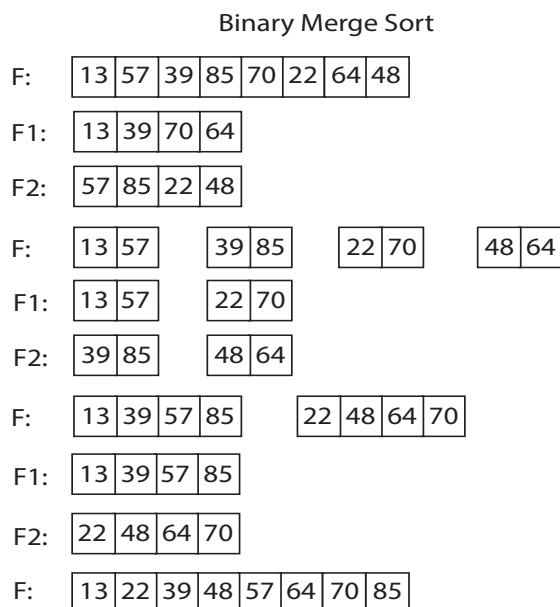 Binary Merge Sort
F: 13 57 39 85 70 22 64 48
F1: 13 39 70 64
F2: 57 85 22 48
F: 13 57 39 85 22 70 48 64
F1: 13 57 22 70
F2: 39 85 48 64
F: 13 39 57 85 22 48 64 70
F1: 13 39 57 85
F2: 22 48 64 70
F: 13 22 39 48 57 64 70 85